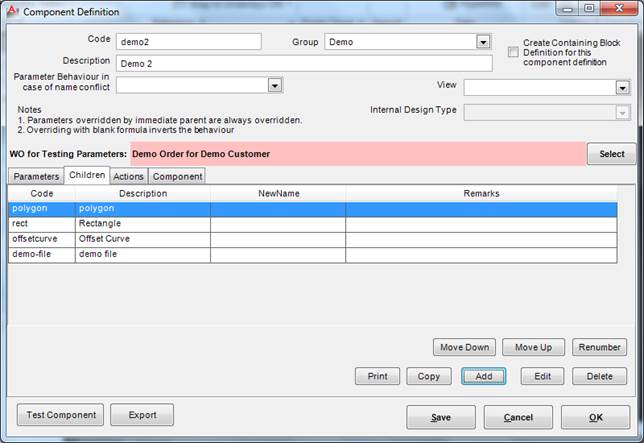 Component Definition
Code demo2 Group Demo
Create Containing Block
Definition for this
component definition
Description Demo 2
Parameter Behaviour in
case of name conflict
View
Notes
1. Parameters overridden by immediate parent are always overridden.
2. Overriding with blank formula inverts the behaviour
Internal Design Type
WO for Testing Parameters: Demo Order for Demo Customer Select
Parameters Children Actions Component
Code Description NewName Remarks
polygon polygon
rect Rectangle
offsetcurve Offset Curve
demo-file demo file
Move Down Move Up Renumber
Print Copy Add Edit Delete
Test Component Export Save Cancel OK